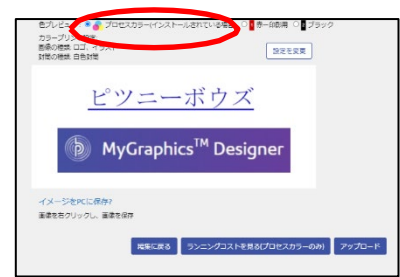 色プレビュー プロセスカラー(インストールされている場合 赤一印刷用 ブラック
カラープリン
画像の種類 ロゴ、イラスト
封筒の種類 白色封筒
設定を変更
ピツニーボウズ
MyGraphics™ Designer
イメージをPCに保存?
画像を右クリックし、画像を保存
編集に戻る ランニングコストを見る(プロセスカラーのみ) アップロード